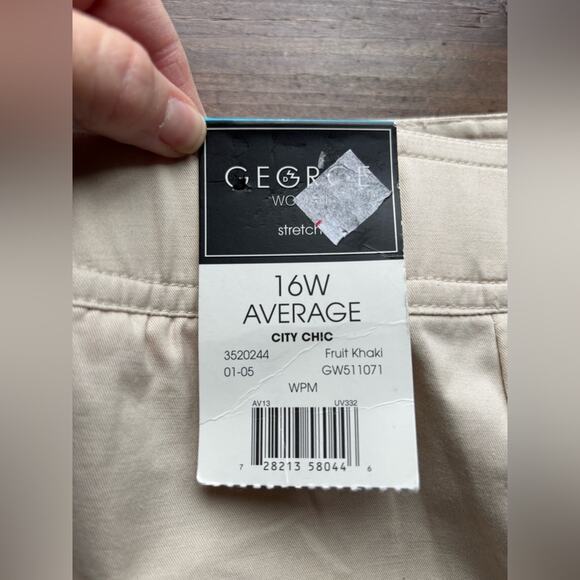 GEORGE
stretch
16W
AVERAGE
CITY CHIC
3520244 Fruit Khaki
01-05 GW511071
WPM
AV13 UV332
7 28213 58044 6